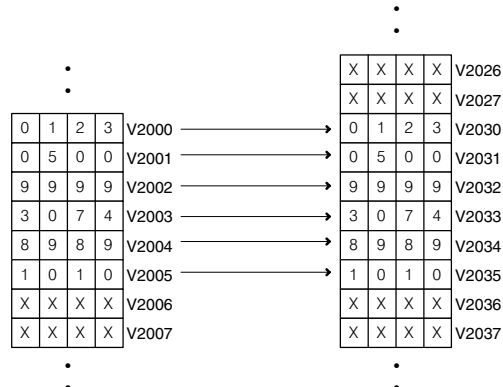 X X X X V2026
X X X X V2027
0 1 2 3 V2000 0 1 2 3 V2030
0 5 0 0 V2001 0 5 0 0 V2031
9 9 9 9 V2002 9 9 9 9 V2032
3 0 7 4 V2003 3 0 7 4 V2033
8 9 8 9 V2004 8 9 8 9 V2034
1 0 1 0 V2005 1 0 1 0 V2035
X X X X V2006 X X X X V2036
X X X X V2007 X X X X V2037